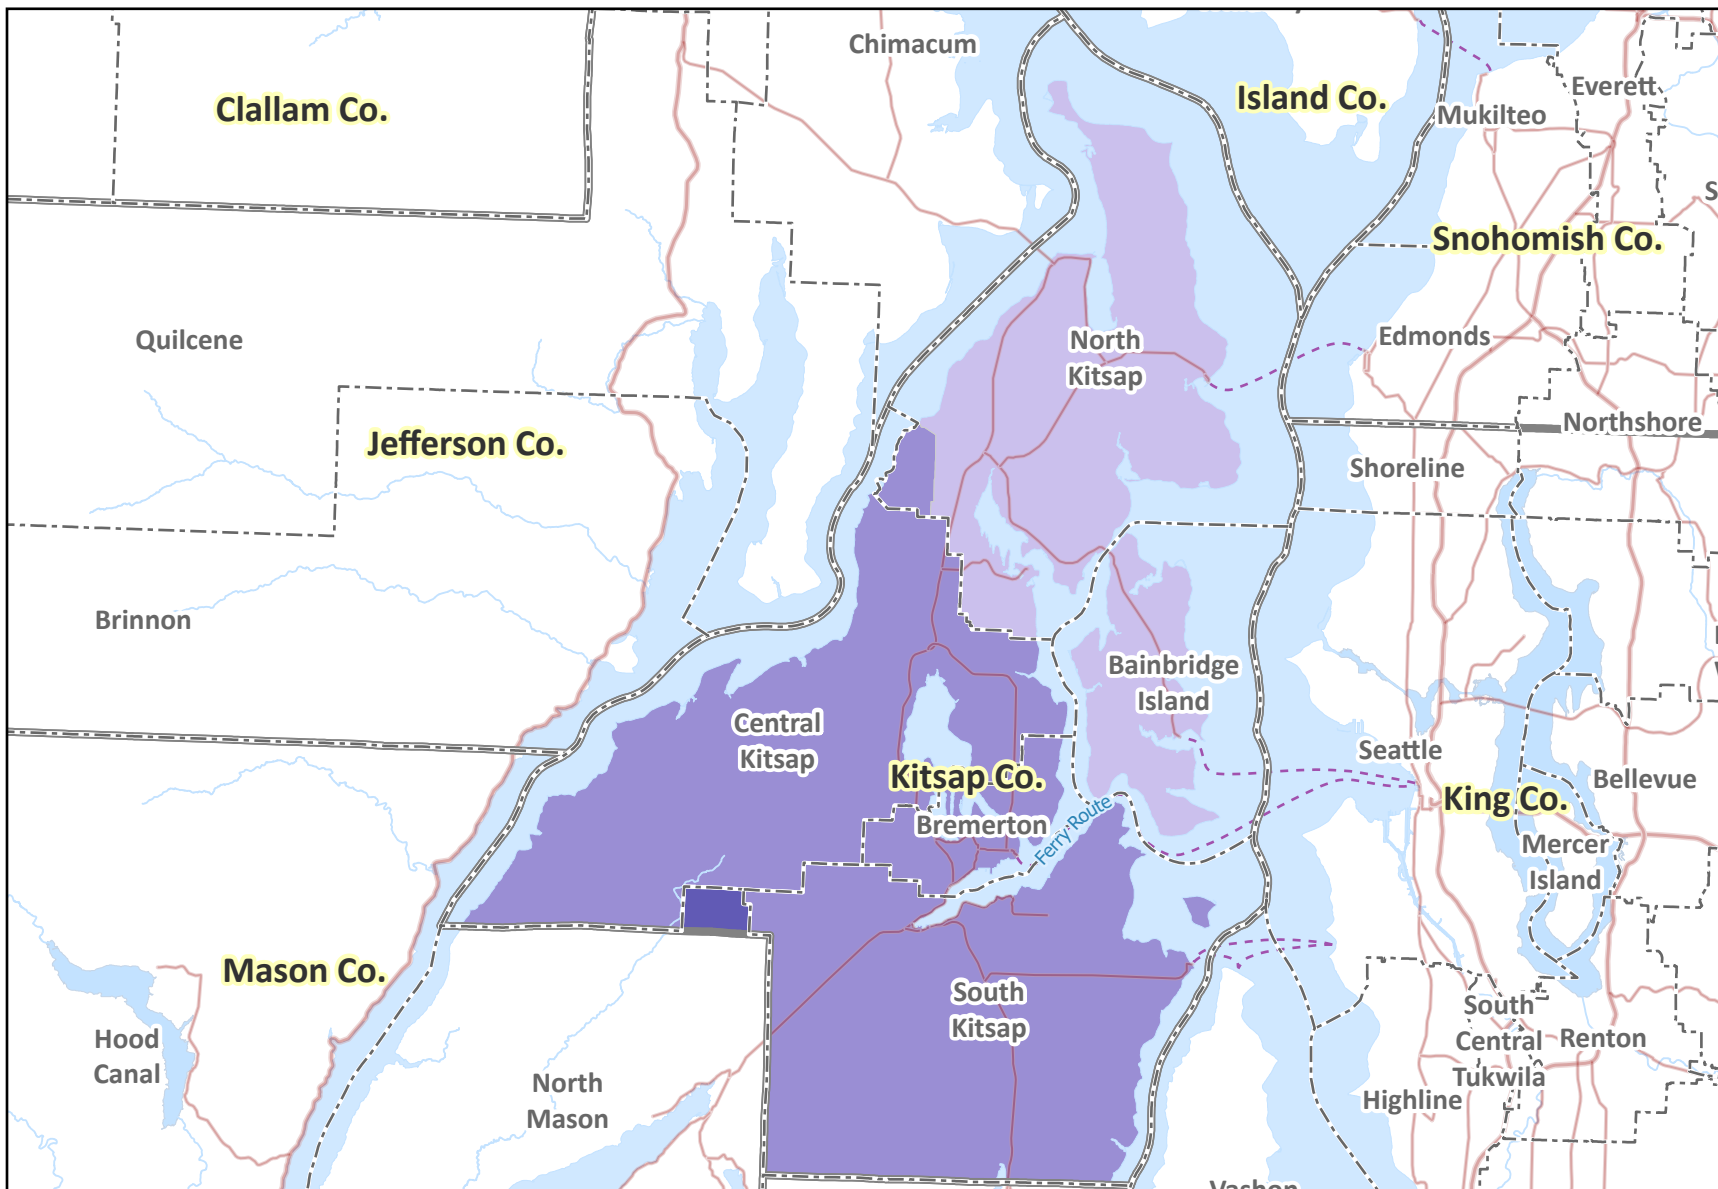 Chimacum
Clallam Co.
Island Co.
Everett
Mukilteo
S
Snohomish Co.
Quilcene
North
Kitsap
Edmonds
Jefferson Co.
Northshore
Shoreline
Brinnon
Bainbridge
Island
Central
Kitsap
Seattle
Kitsap Co.
Bellevue
King Co.
Bremerton
Ferry Route
Mercer
Island
Mason Co.
South
Kitsap
South
Central
Tukwila
Renton
Hood
Canal
North
Mason
Highline
Vashon